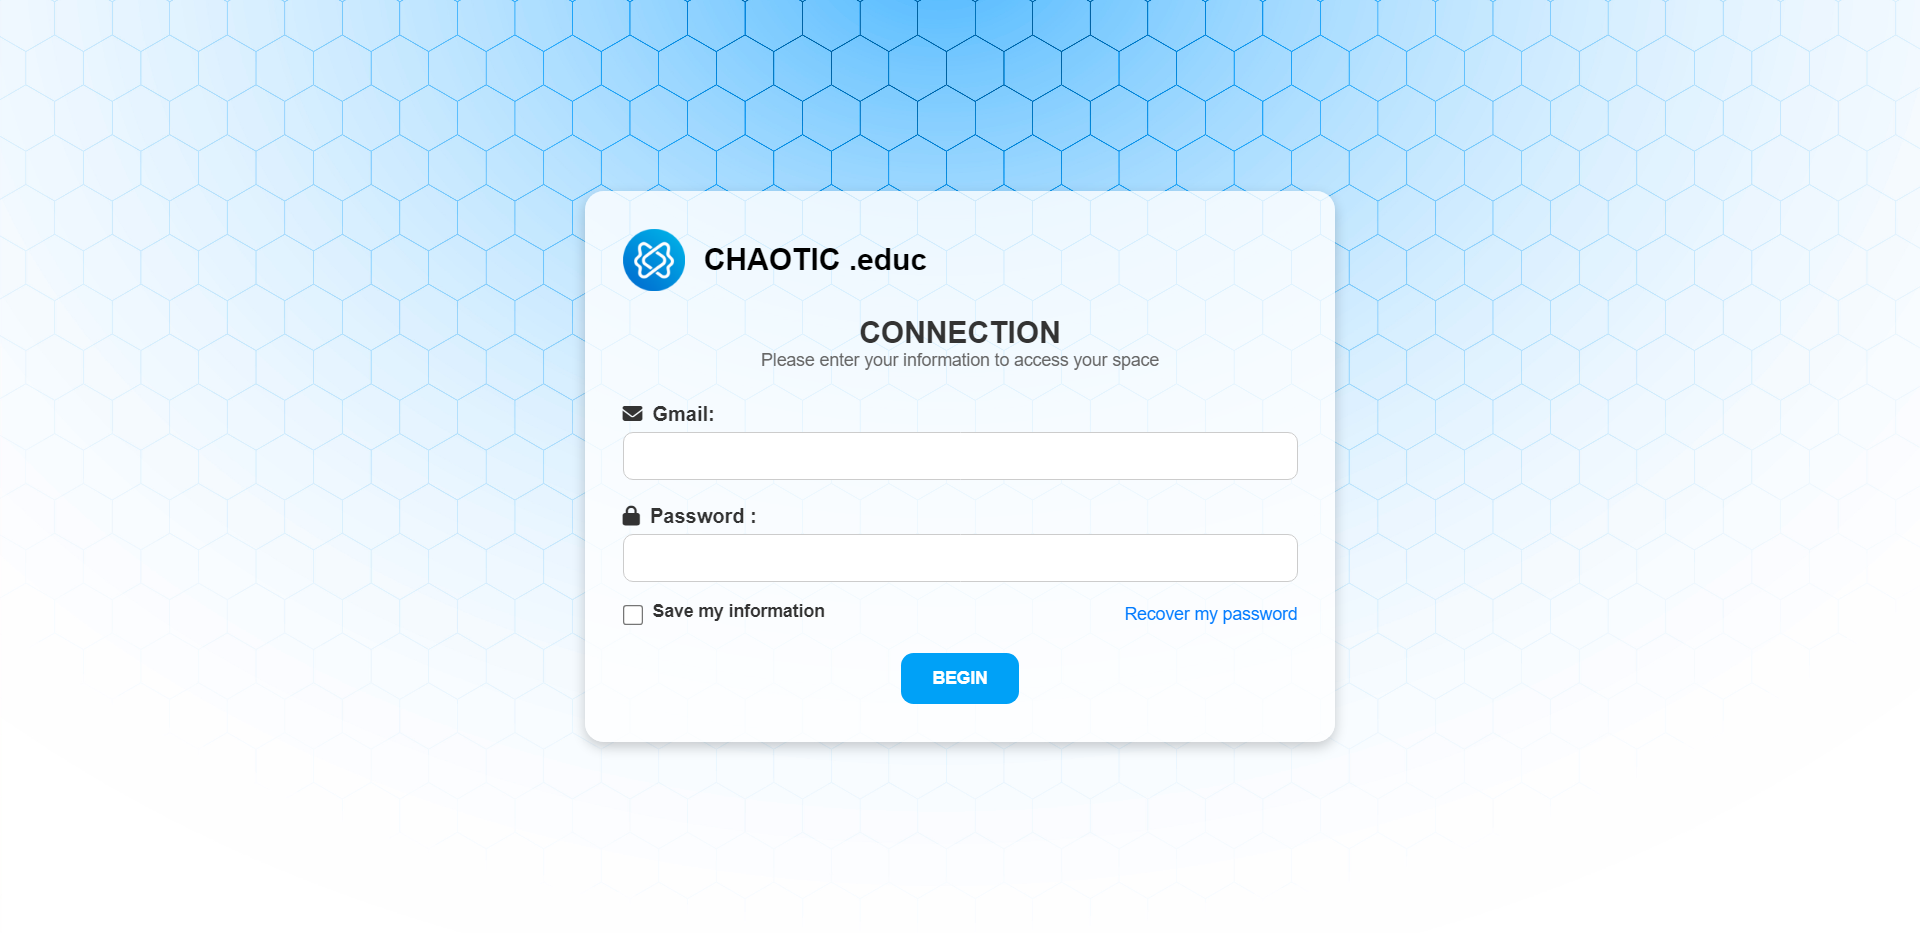 CHAOTIC .educ
CONNECTION
Please enter your information to access your space
Gmail:
Password :
Save my information
Recover my password
BEGIN